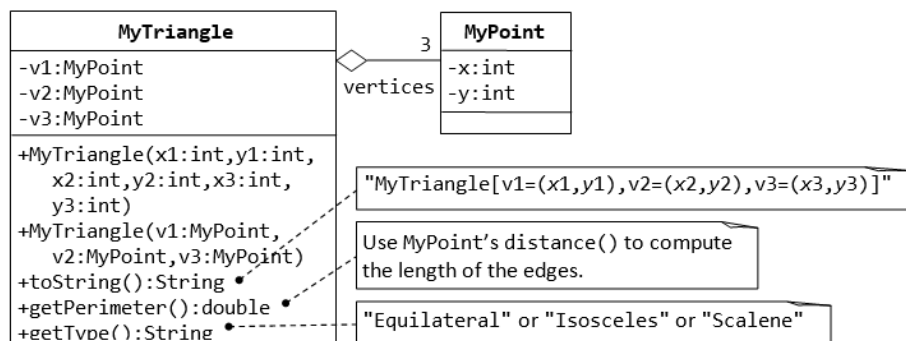 MyTriangle
-v1:MyPoint
-v2:MyPoint
-v3:MyPoint
+MyTriangle(x1:int,y1:int,
x2:int,y2:int,x3:int,
y3:int)
+MyTriangle(v1:MyPoint,
v2:MyPoint,v3:MyPoint)
+toString():String
+getPerimeter():double
+getType():String
3
vertices
MyPoint
-x:int
-y:int
"MyTriangle[v1=(x1,y1),v2=(x2,y2),v3=(x3,y3)]"
Use MyPoint's distance() to compute
the length of the edges.
"Equilateral" or "Isosceles" or "Scalene"